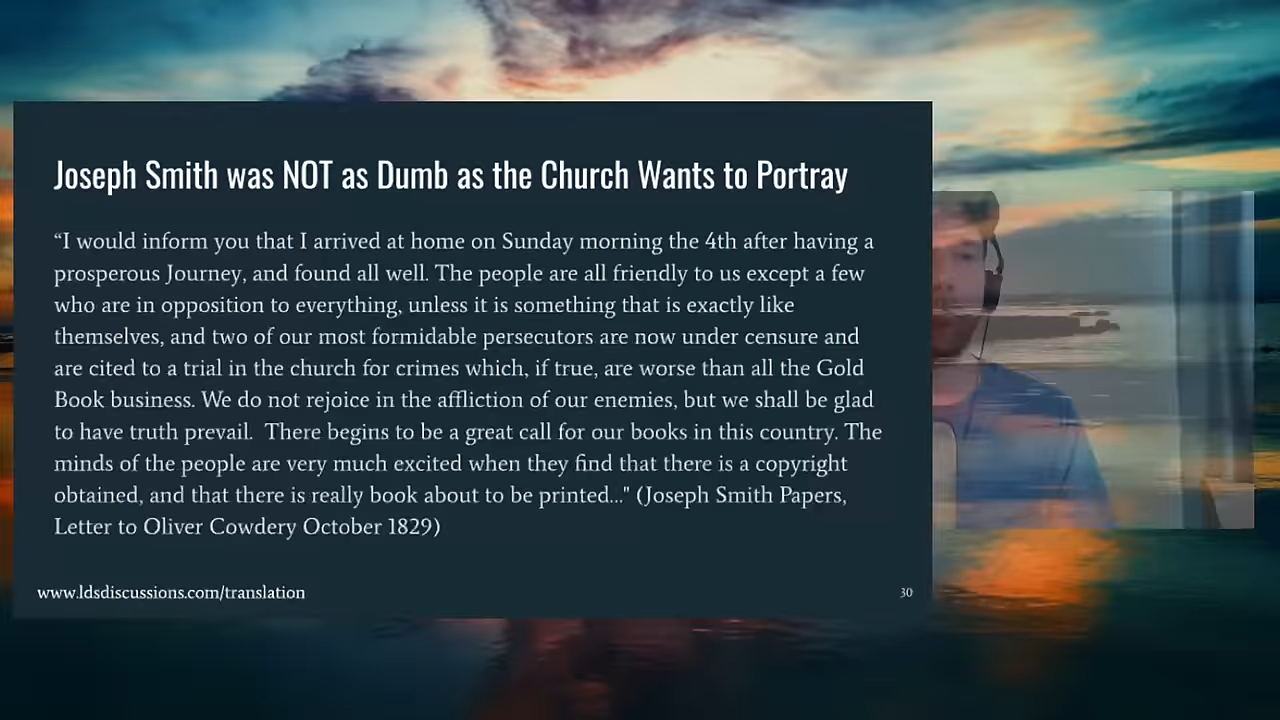 Joseph Smith was NOT as Dumb as the Church Wants to Portray
“I would inform you that I arrived at home on Sunday morning the 4th after having a
prosperous Journey, and found all well. The people are all friendly to us except a few
who are in opposition to everything, unless it is something that is exactly like
themselves, and two of our most formidable persecutors are now under censure and
are cited to a trial in the church for crimes which, if true, are worse than all the Gold
Book business. We do not rejoice in the affliction of our enemies, but we shall be glad
to have truth prevail.  There begins to be a great call for our books in this country. The
minds of the people are very much excited when they find that there is a copyright
obtained, and that there is really book about to be printed..." (Joseph Smith Papers,
Letter to Oliver Cowdery October 1829)
www.ldsdiscussions.com/translation
30